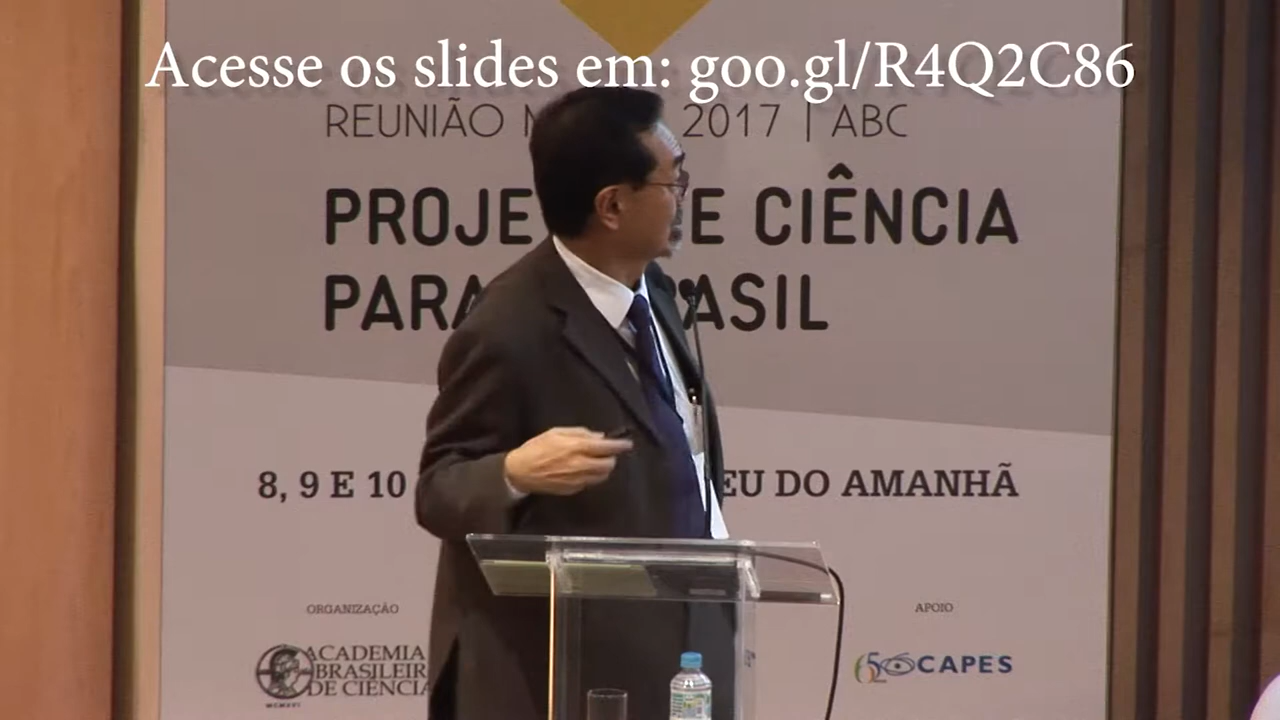 Acesse os slides em: goo.gl/R4Q2C86
REUNIÃO 2017 | ABC
PROJE E CIÊNCIA
PARA ASIL
8, 9 E 10 EU DO AMANHÃ
ORGANIZAÇÃO
APOIO
ACADEMIA
BRASILEIR
DE CIÊNCIA
CAPES